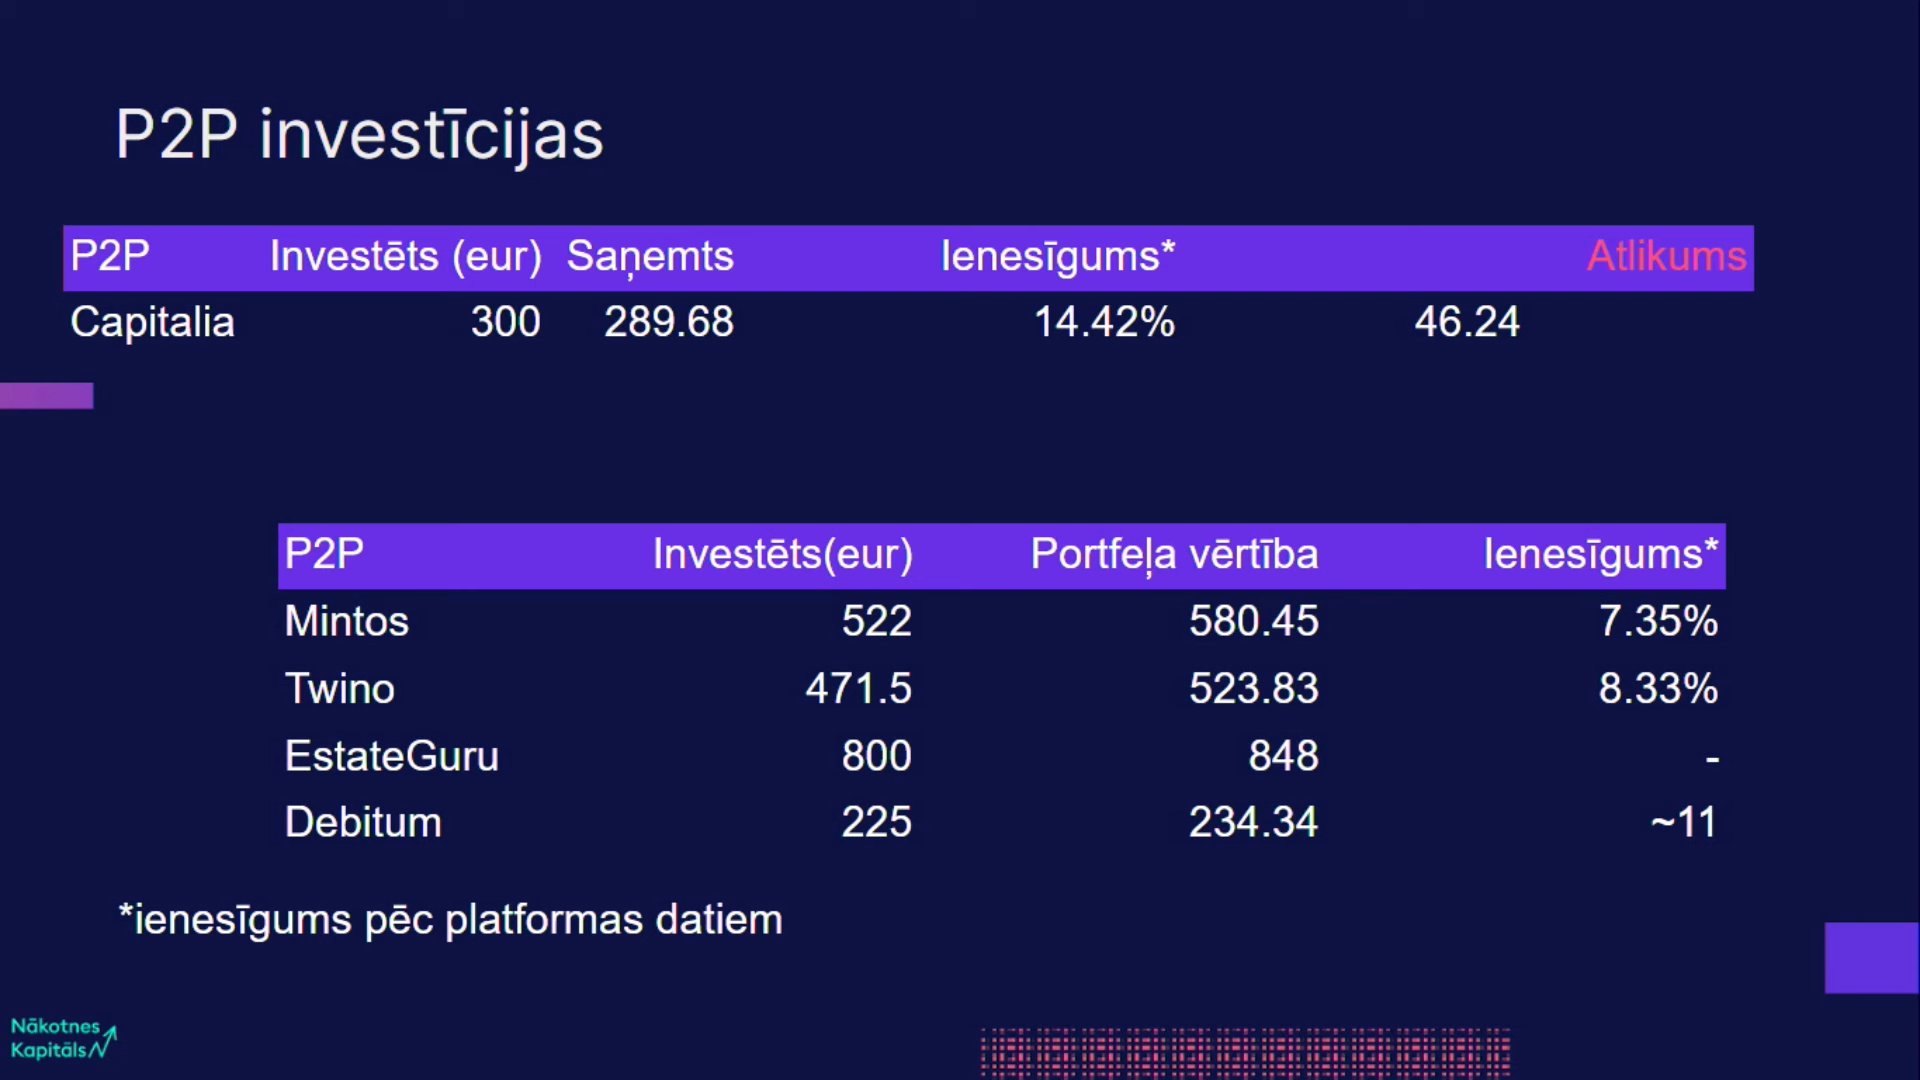 P2P investīcijas
P2P Investēts (eur) Saņemts Ienesīgums* Atlikums
Capitalia 300 289.68 14.42% 46.24
P2P Investēts(eur) Portfeļa vērtība Ienesīgums*
Mintos 522 580.45 7.35%
Twino 471.5 523.83 8.33%
EstateGuru 800 848 -
Debitum 225 234.34 ~11
*ienesīgums pēc platformas datiem
Nākotnes
Kapitāls